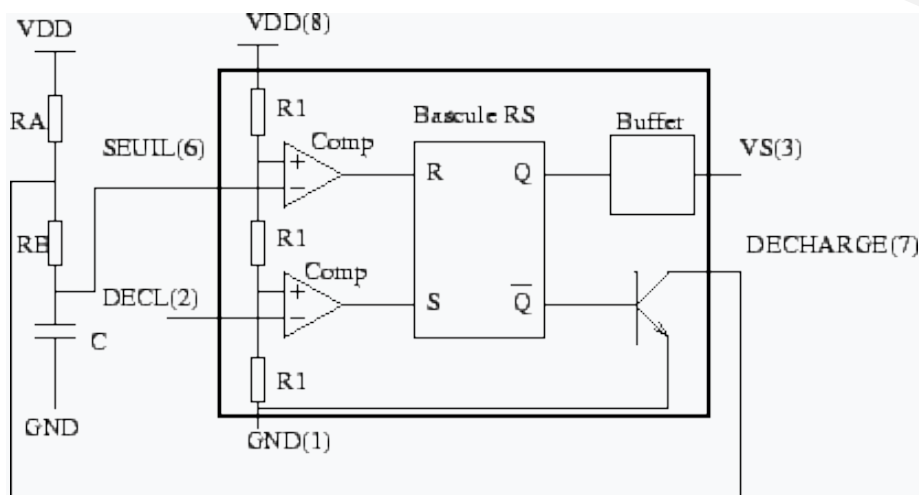 VDD
VDD(8)
RA
R1
Bascule RS
Buffer
SEUIL(6)
Comp
VS(3)
+
−
R
Q
RB
R1
DECHARGE(7)
Comp
DECL(2)
+
−
S
Q
C
R1
GND
GND(1)